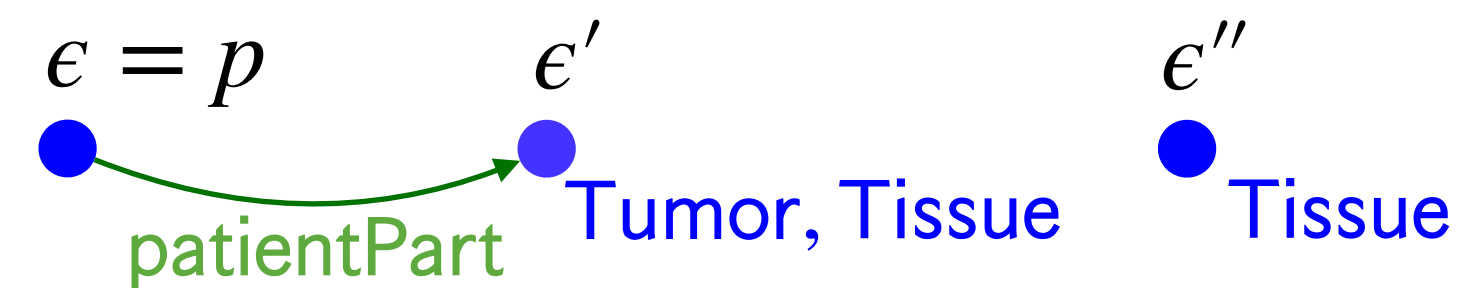 ϵ = p ϵ′ ϵ′′
Tumor, Tissue Tissue
patientPart